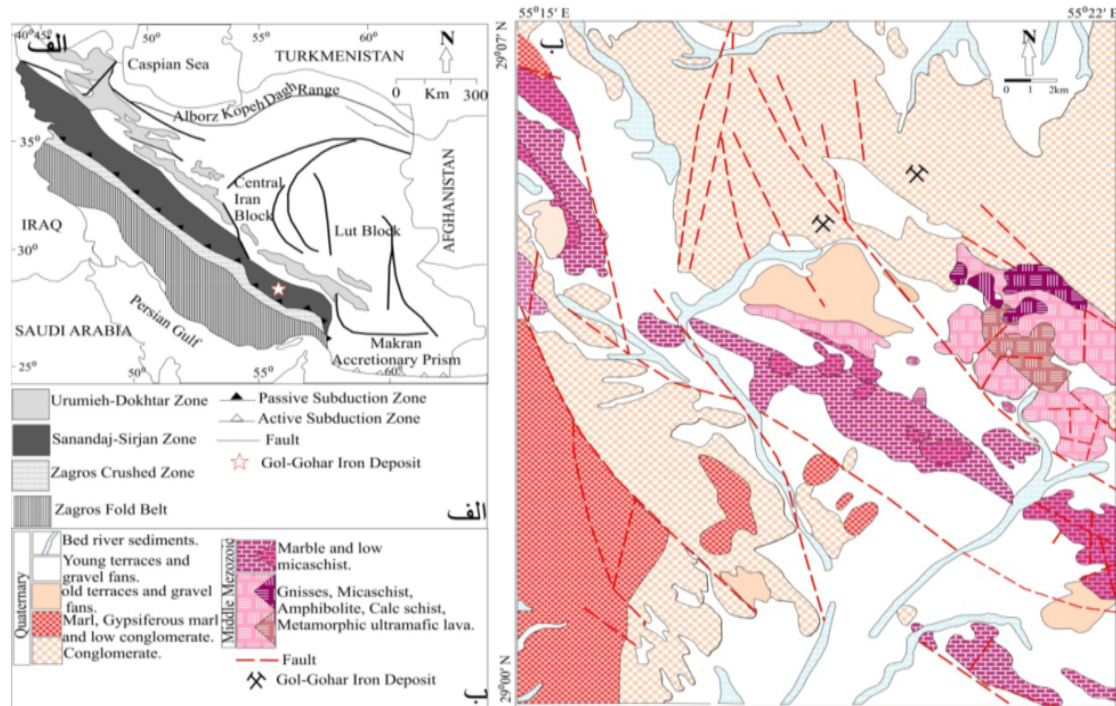 الف
40°
45°
50°
55°
TURKMENISTAN
N
Caspian Sea
0 Km 300
Alborz Kopeh Dagh Range
35°
AFGHANISTAN
Central
Iran
Block
Lut Block
IRAQ
30°
Persian Gulf
SAUDI ARABIA
Makran
Accretionary Prism
25°
50°
55°
60°
Urumieh-Dokhtar Zone
Sanandaj-Sirjan Zone
Zagros Crushed Zone
Zagros Fold Belt
Passive Subduction Zone
Active Subduction Zone
Fault
Gol-Gohar Iron Deposit
الف
Quaternary
Bed river sediments.
Young terraces and
gravel fans.
old terraces and gravel
fans.
Marl, Gypsiferous marl
and low conglomerate.
Conglomerate.
Middle Mezozoic
Marble and low
micaschist.
Gnisses, Micaschist,
Amphibolite, Calc schist,
Metamorphic ultramafic lava.
Fault
Gol-Gohar Iron Deposit
ب
55°15' E
55°22' E
29°07' N
ب
N
0 1 2km
29°00' N